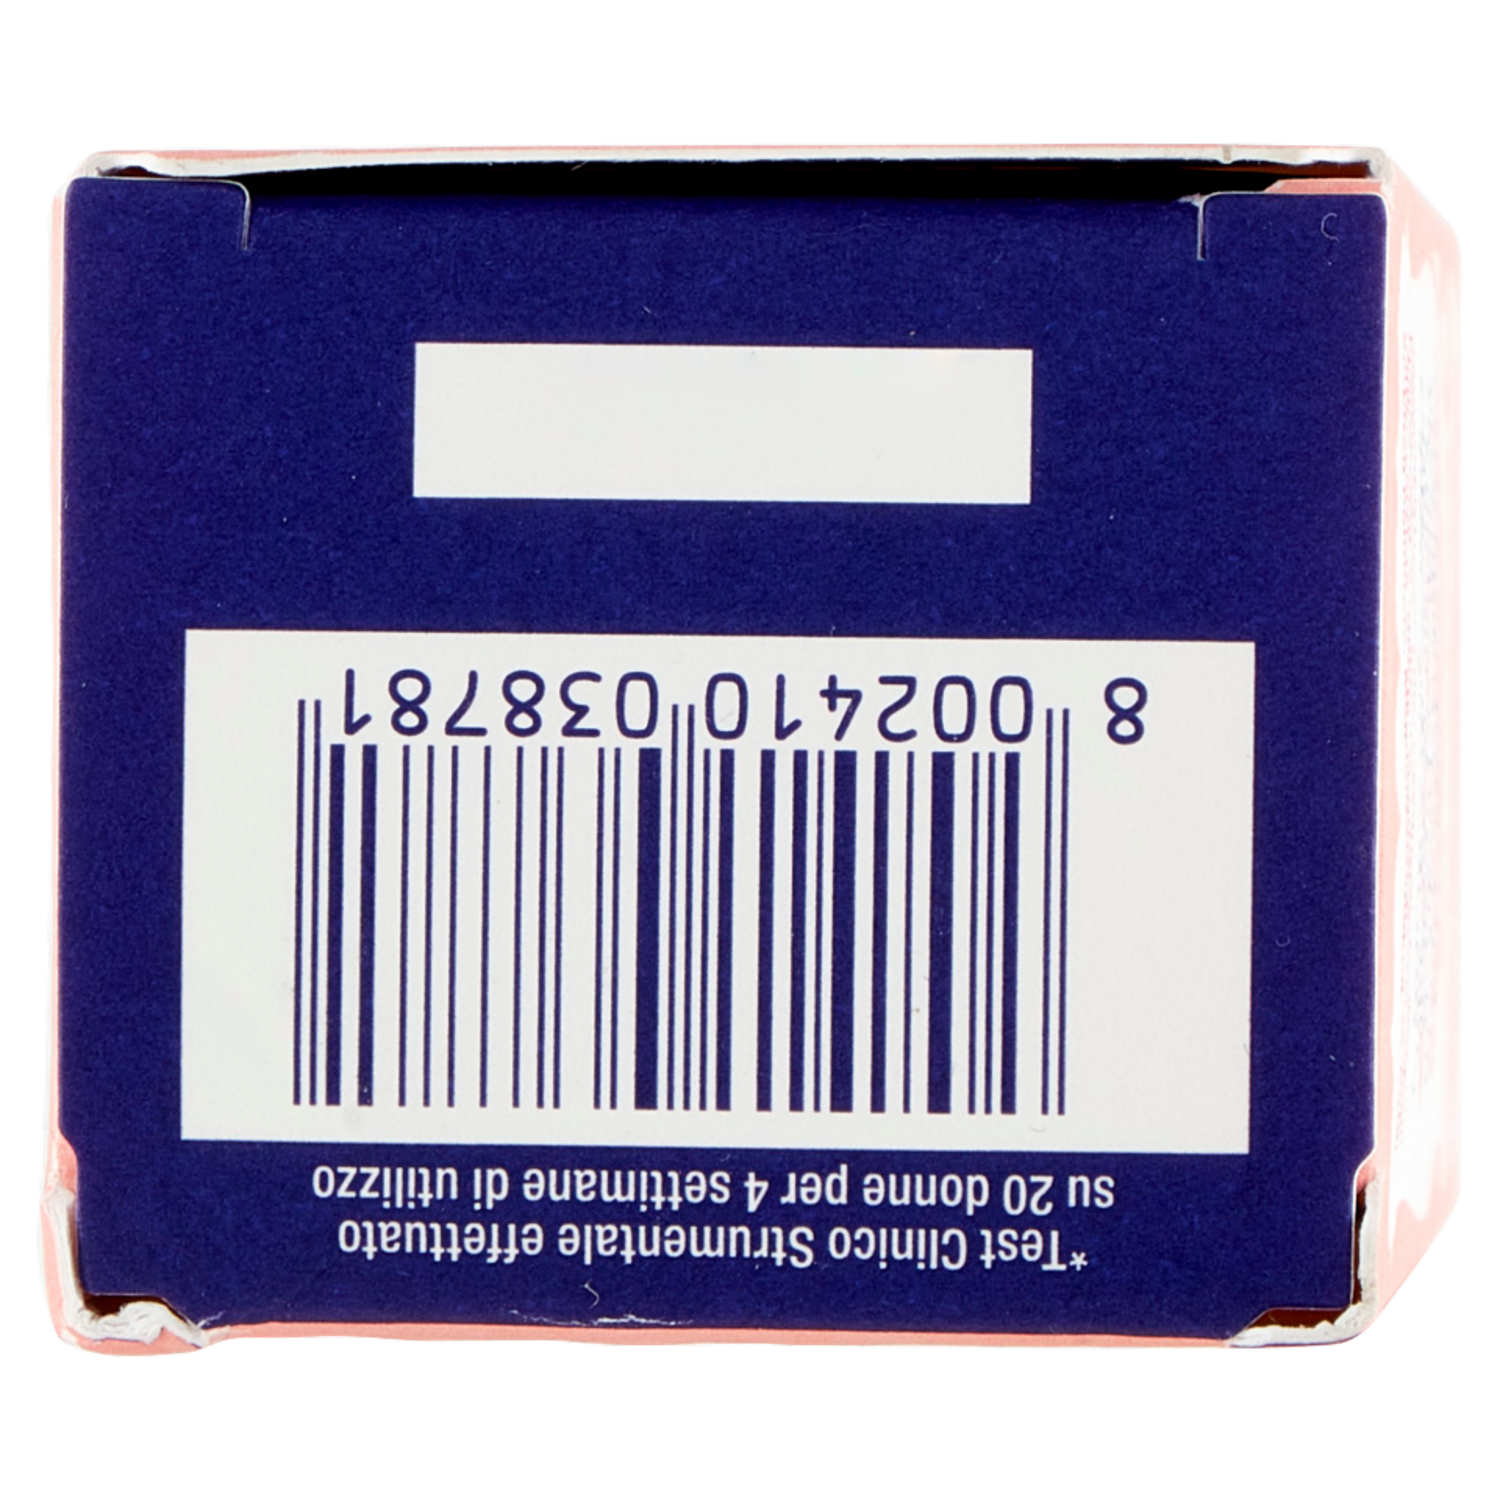 *Test Clinico Strumentale effettuato
su 20 donne per 4 settimane di utilizzo
8 002410 038781